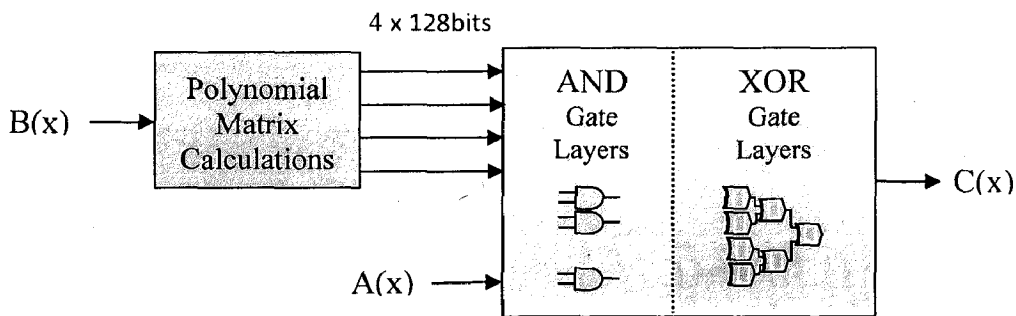 4 x 128bits
Polynomial
Matrix
Calculations
B(x)
AND
Gate
Layers
XOR
Gate
Layers
C(x)
A(x)